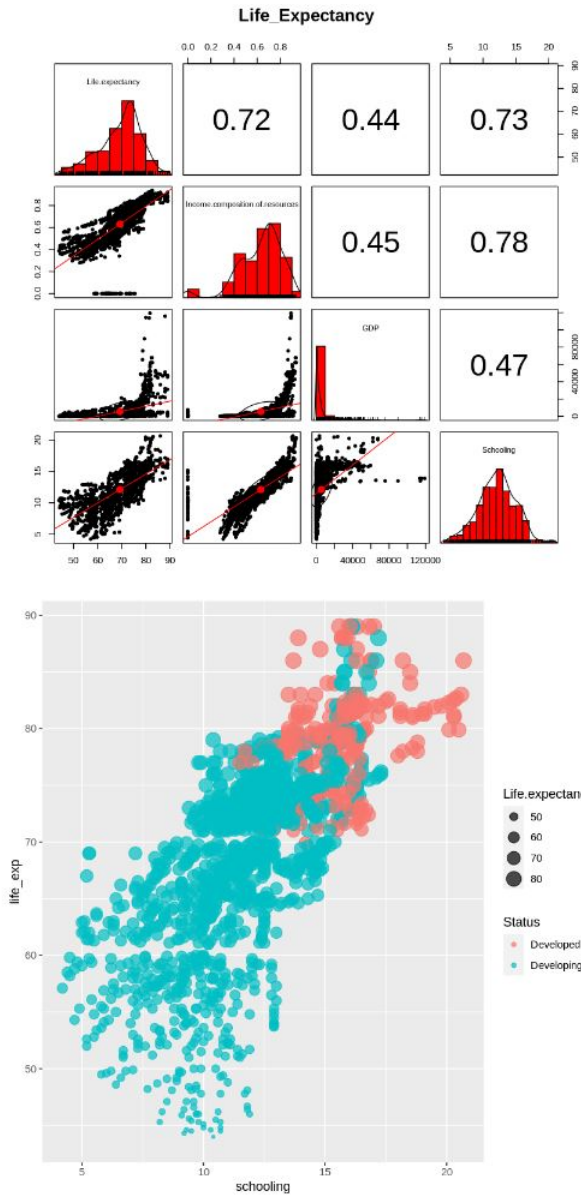 Life_Expectancy
0.0 0.2 0.4 0.6 0.8
5 10 15 20
Life.expectancy
0.72
0.44
0.73
50 60 70 80 90
0.0 0.2 0.4 0.6 0.8
Income.composition.of.resources
0.45
0.78
GDP
0.47
0 40000 80000
5 10 15 20
Schooling
50 60 70 80 90
0 40000 80000 120000
90
80
70
60
50
life_exp
5 10 15 20
schooling
Life.expectanc
50
60
70
80
Status
Developed
Developing